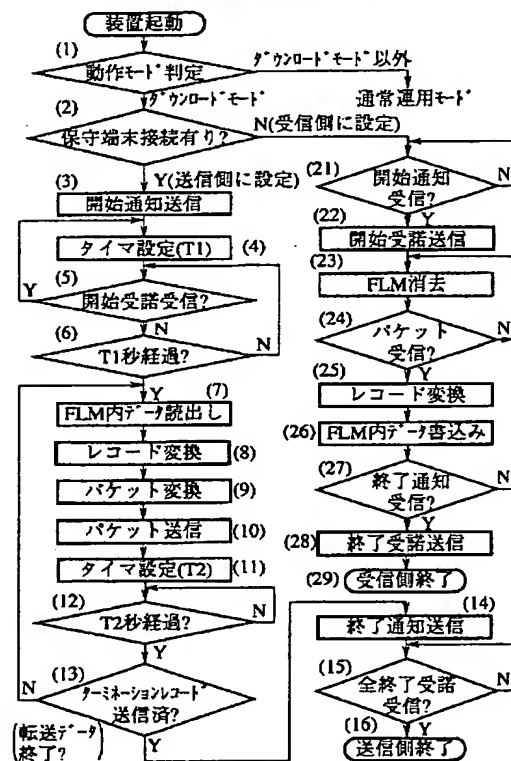 装置起動
(1)
動作モード判定
ダウンロードモード以外
通常運用モード
ダウンロードモード
(2)
保守端末接続有り?
N(受信側に設定)
Y(送信側に設定)
(3)
開始通知送信
タイマ設定(T1)
(4)
(5)
開始受諾受信?
Y
N
(6)
T1秒経過?
N
Y
(7)
FLM内データ読出し
レコード変換
(8)
パケット変換
(9)
パケット送信
(10)
タイマ設定(T2)
(11)
(12)
T2秒経過?
N
Y
(13)
ターミネーションレコード
送信済?
N
Y
(転送データ
終了?)
(21)
開始通知
受信?
N
Y
(22)
開始受諾送信
(23)
FLM消去
(24)
パケット
受信?
N
Y
(25)
レコード変換
(26)
FLM内データ書込み
(27)
終了通知
受信?
N
Y
(28)
終了受諾送信
(29)
受信側終了
(14)
終了通知送信
(15)
全終了受諾
受信?
N
Y
(16)
送信側終了